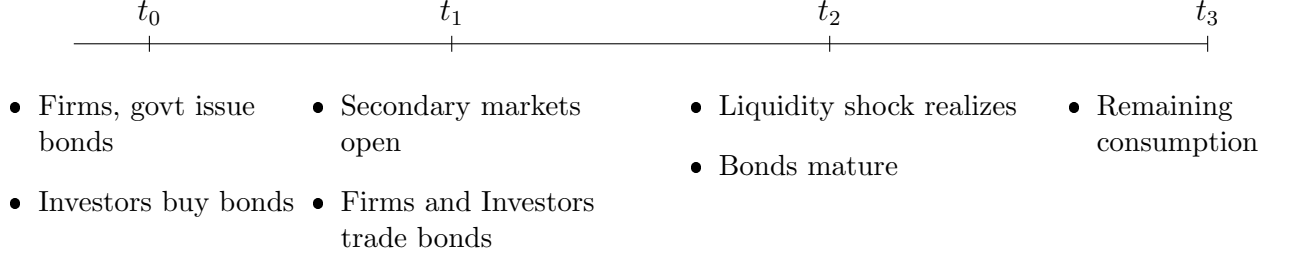 t0 t1 t2 t3
• Firms, govt issue bonds
• Investors buy bonds
• Secondary markets open
• Firms and Investors trade bonds
• Liquidity shock realizes
• Bonds mature
• Remaining consumption